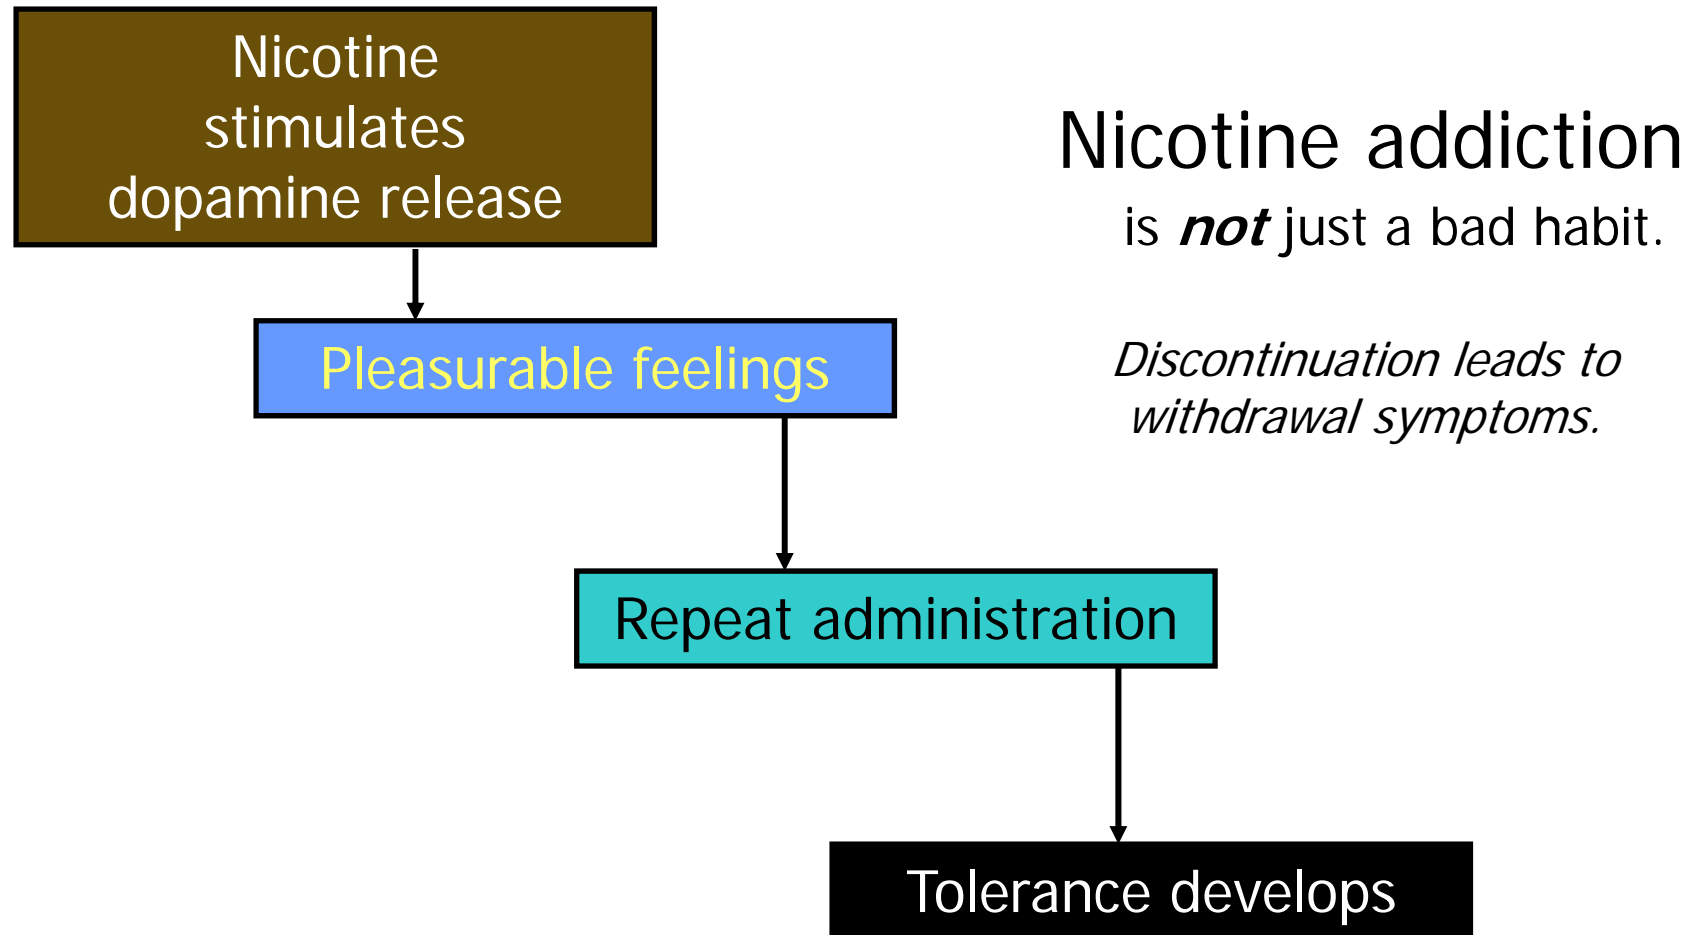 Nicotine
stimulates
dopamine release
Nicotine addiction
is not just a bad habit.
Pleasurable feelings
Discontinuation leads to
withdrawal symptoms.
Repeat administration
Tolerance develops